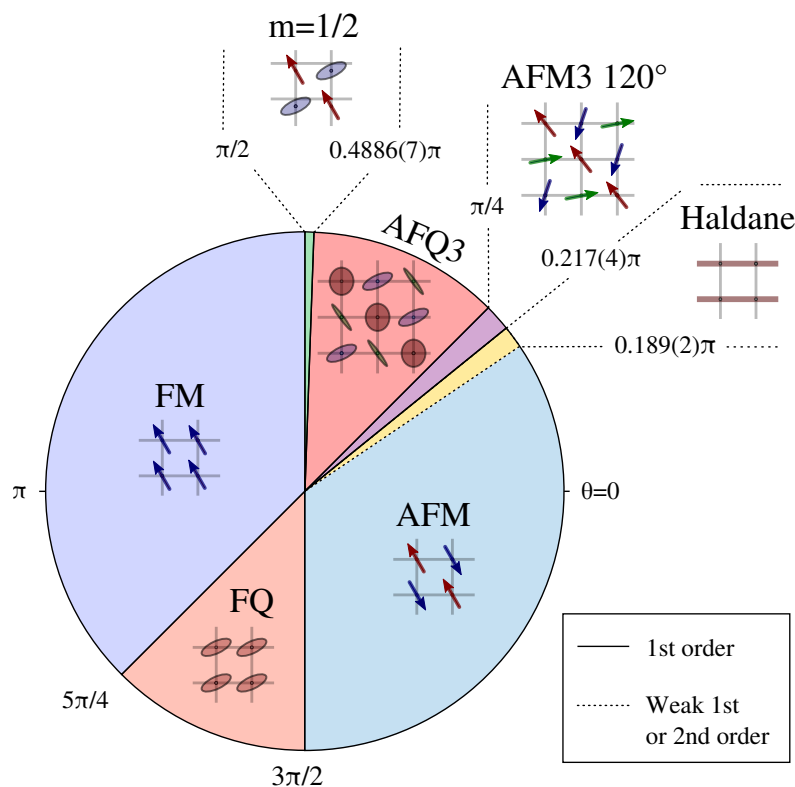 m=1/2
AFM3 120°
π/2
0.4886(7)π
π/4
AFQ3
Haldane
0.217(4)π
0.189(2)π
FM
π
θ=0
AFM
FQ
5π/4
3π/2
1st order
Weak 1st
or 2nd order